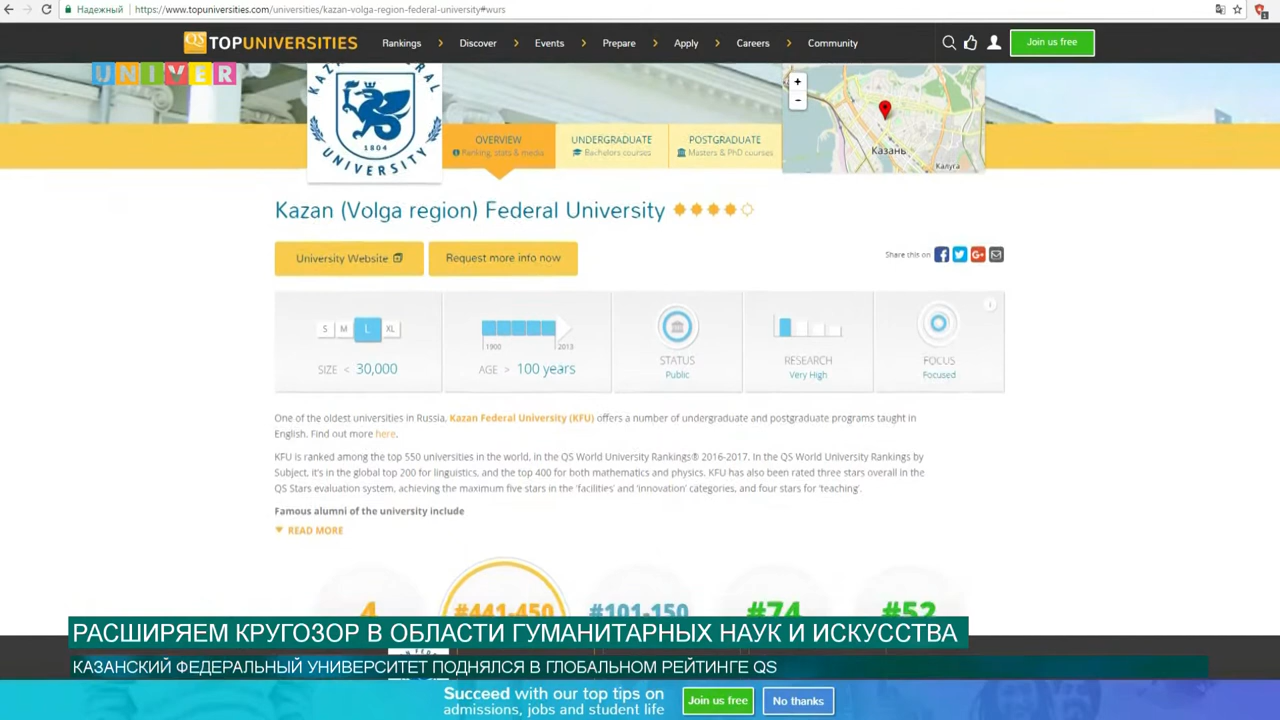 Надежный
https://www.topuniversities.com/universities/kazan-volga-region-federal-university#wurs
QS TOPUNIVERSITIES
Rankings
Discover
Events
Prepare
Apply
Careers
Community
Join us free
UNIVER
KAZAN FEDERAL
1804
UNIVERSITY
OVERVIEW
Ranking, stats & media
UNDERGRADUATE
Bachelors courses
POSTGRADUATE
Masters & PhD courses
+
-
Казань
Калуга
Kazan (Volga region) Federal University
University Website
Request more info now
Share this on
S M L XL
SIZE < 30,000
1900 2013
AGE > 100 years
STATUS
Public
RESEARCH
Very High
FOCUS
Focused
One of the oldest universities in Russia, Kazan Federal University (KFU) offers a number of undergraduate and postgraduate programs taught in
English. Find out more here.
KFU is ranked among the top 550 universities in the world, in the QS World University Rankings® 2016-2017. In the QS World University Rankings by
Subject, it's in the global top 200 for linguistics, and the top 400 for both mathematics and physics. KFU has also been rated three stars overall in the
QS Stars evaluation system, achieving the maximum five stars in the 'facilities' and 'innovation' categories, and four stars for 'teaching'.
Famous alumni of the university include
READ MORE
4
#441-450
#101-150
#74
#52
РАСШИРЯЕМ КРУГОЗОР В ОБЛАСТИ ГУМАНИТАРНЫХ НАУК И ИСКУССТВА
КАЗАНСКИЙ ФЕДЕРАЛЬНЫЙ УНИВЕРСИТЕТ ПОДНЯЛСЯ В ГЛОБАЛЬНОМ РЕЙТИНГЕ QS
Succeed with our top tips on
admissions, jobs and student life
Join us free
No thanks